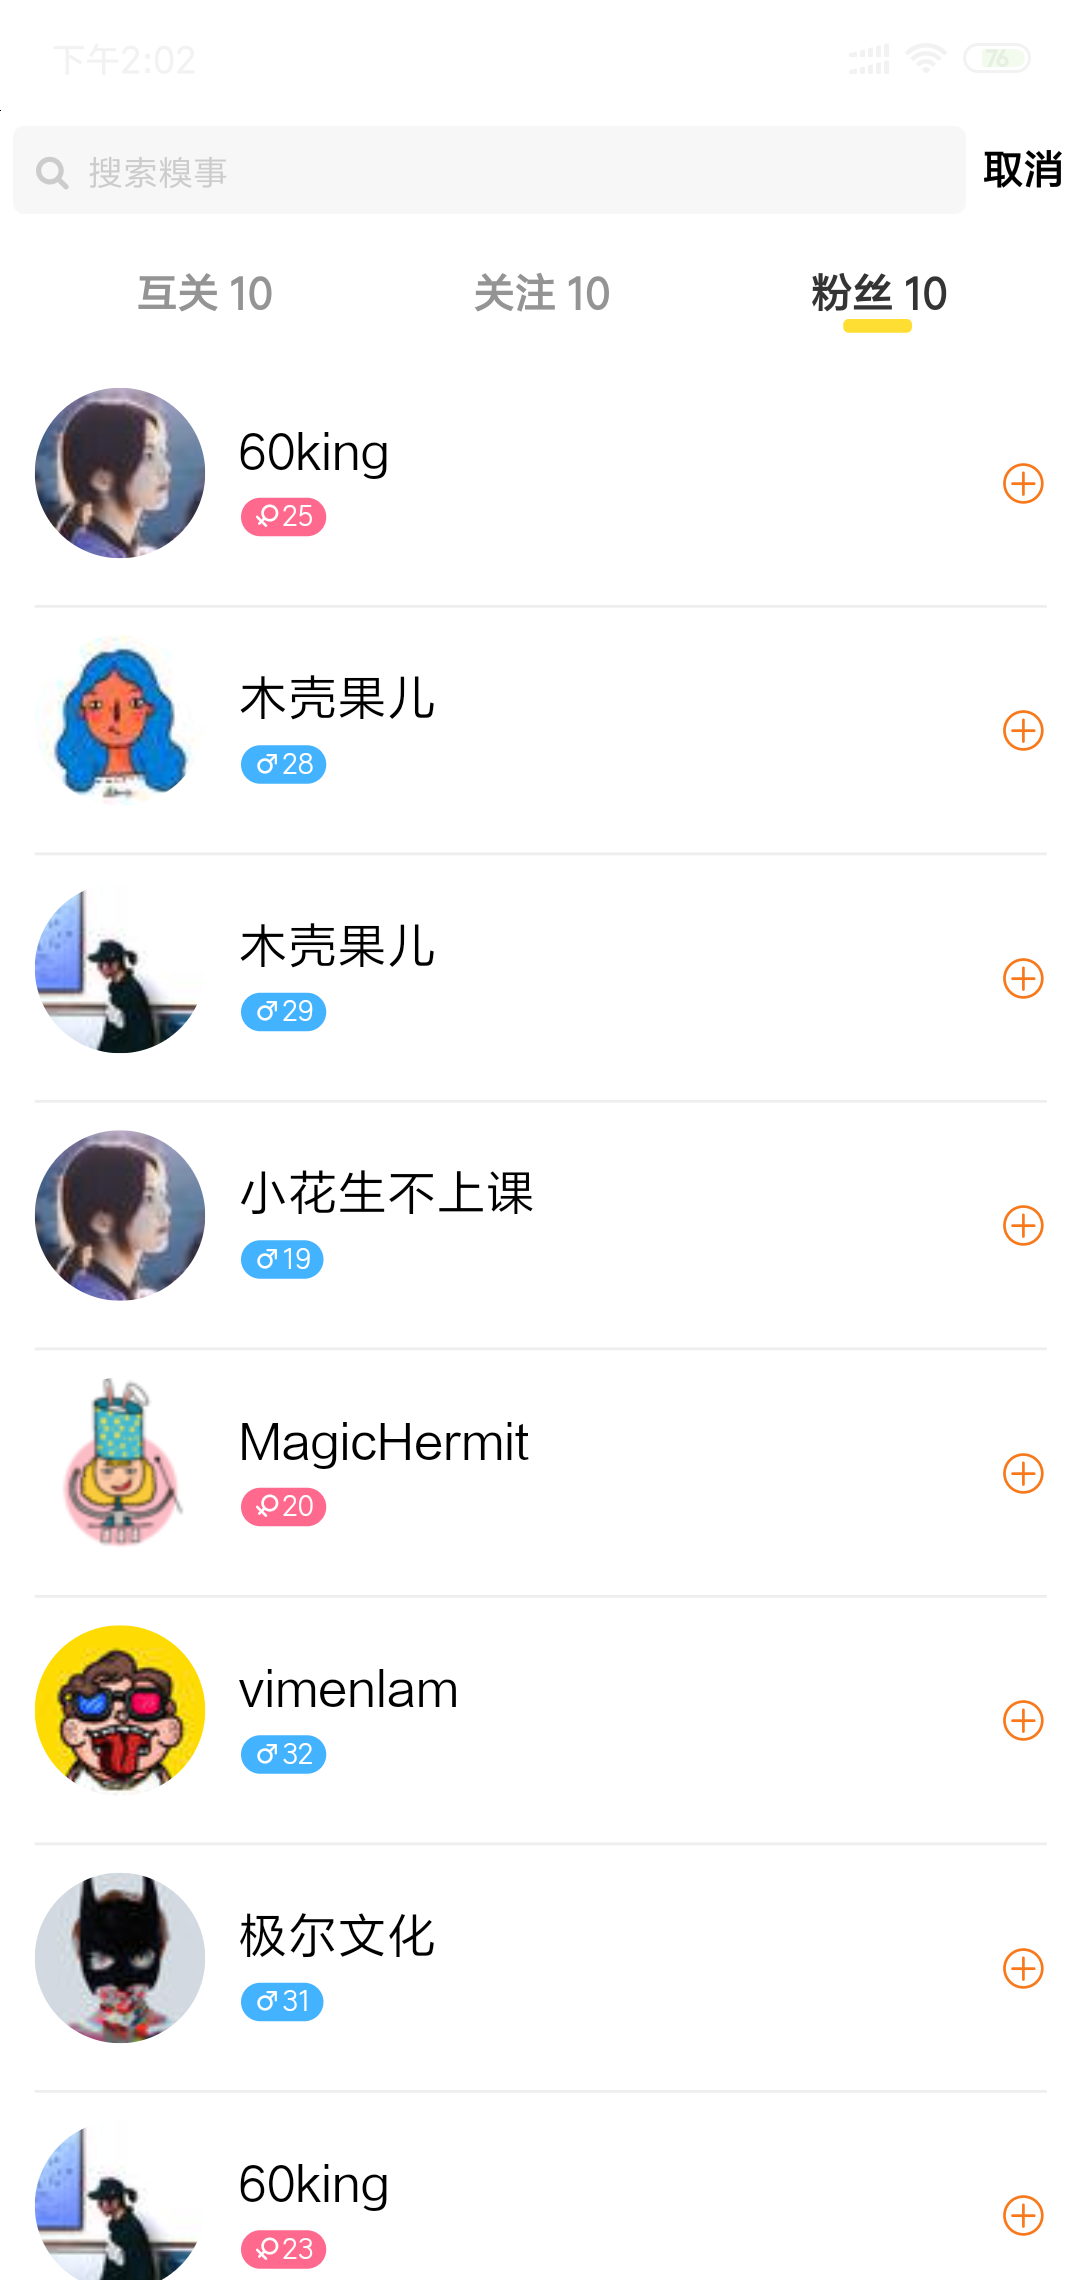 下午2:02
76
搜索糗事
取消
互关 10
关注 10
粉丝 10
60king
♀25
木壳果儿
♂28
木壳果儿
♂29
小花生不上课
♂19
MagicHermit
♀20
vimenlam
♂32
极尔文化
♂31
60king
♀23